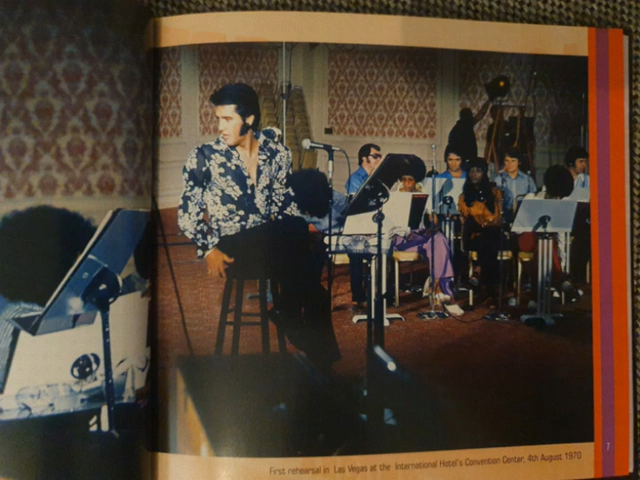 7
First rehearsal in Las Vegas at the International Hotel's Convention Center, 4th August 1970